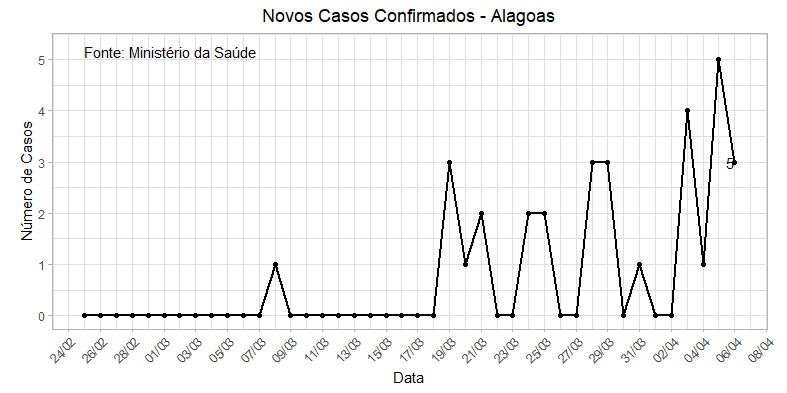 Novos Casos Confirmados - Alagoas
Fonte: Ministério da Saúde
Número de Casos
5
4
3
2
1
0
5
24/02 26/02 28/02 01/03 03/03 05/03 07/03 09/03 11/03 13/03 15/03 17/03 19/03 21/03 23/03 25/03 27/03 29/03 31/03 02/04 04/04 06/04 08/04
Data